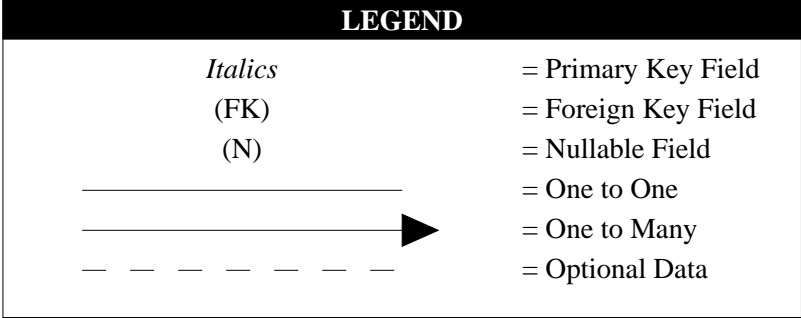 LEGEND
Italics = Primary Key Field
(FK) = Foreign Key Field
(N) = Nullable Field
= One to One
= One to Many
= Optional Data